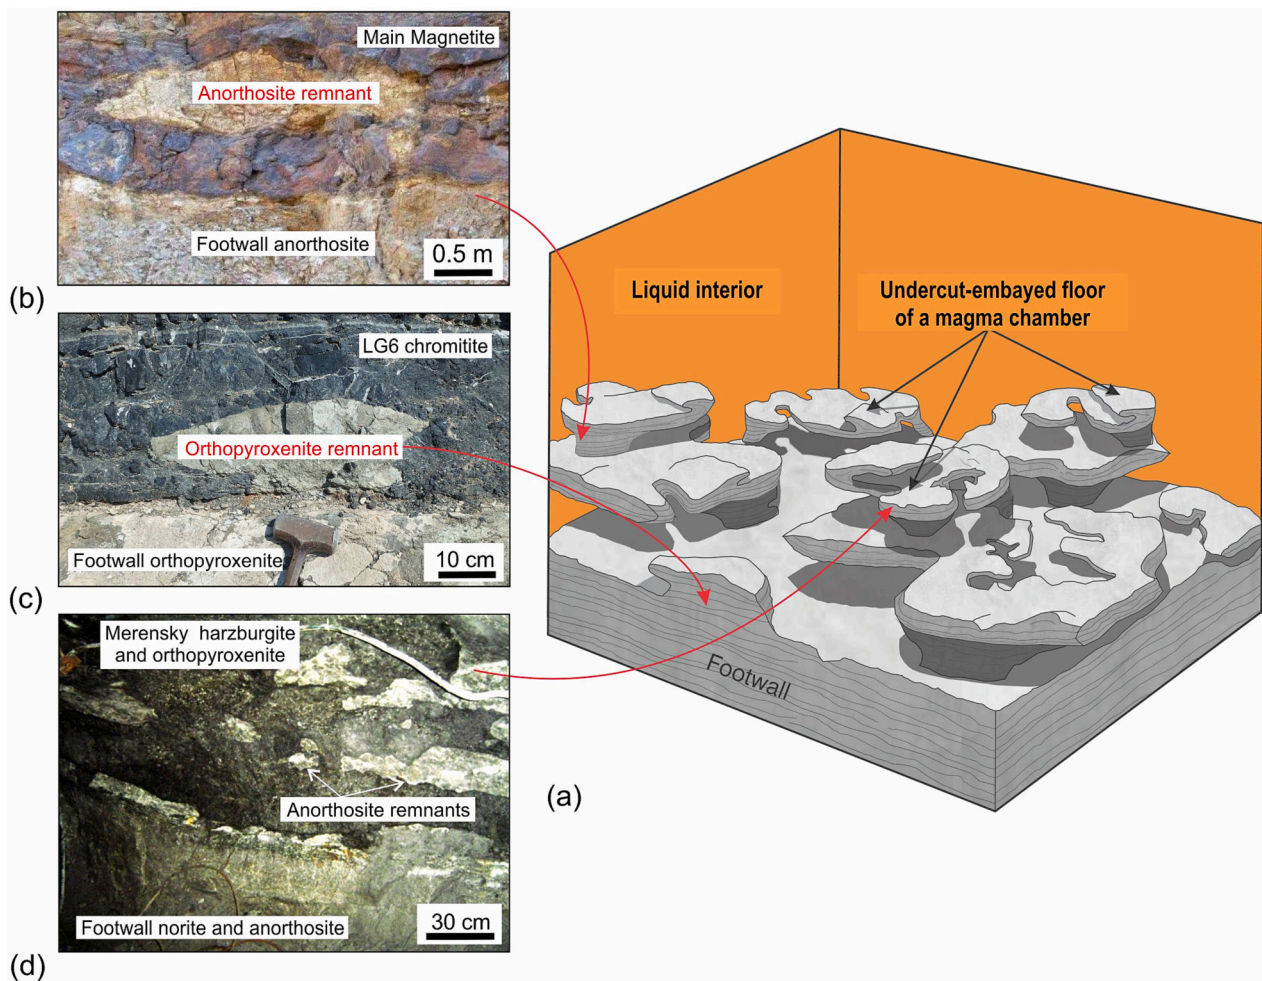 Main Magnetite
Anorthosite remnant
Footwall anorthosite
0.5 m
(b)
LG6 chromitite
Orthopyroxenite remnant
Footwall orthopyroxenite
10 cm
(c)
Merensky harzburgite
and orthopyroxenite
Anorthosite remnants
Footwall norite and anorthosite
30 cm
(d)
Liquid interior
Undercut-embayed floor
of a magma chamber
Footwall
(a)